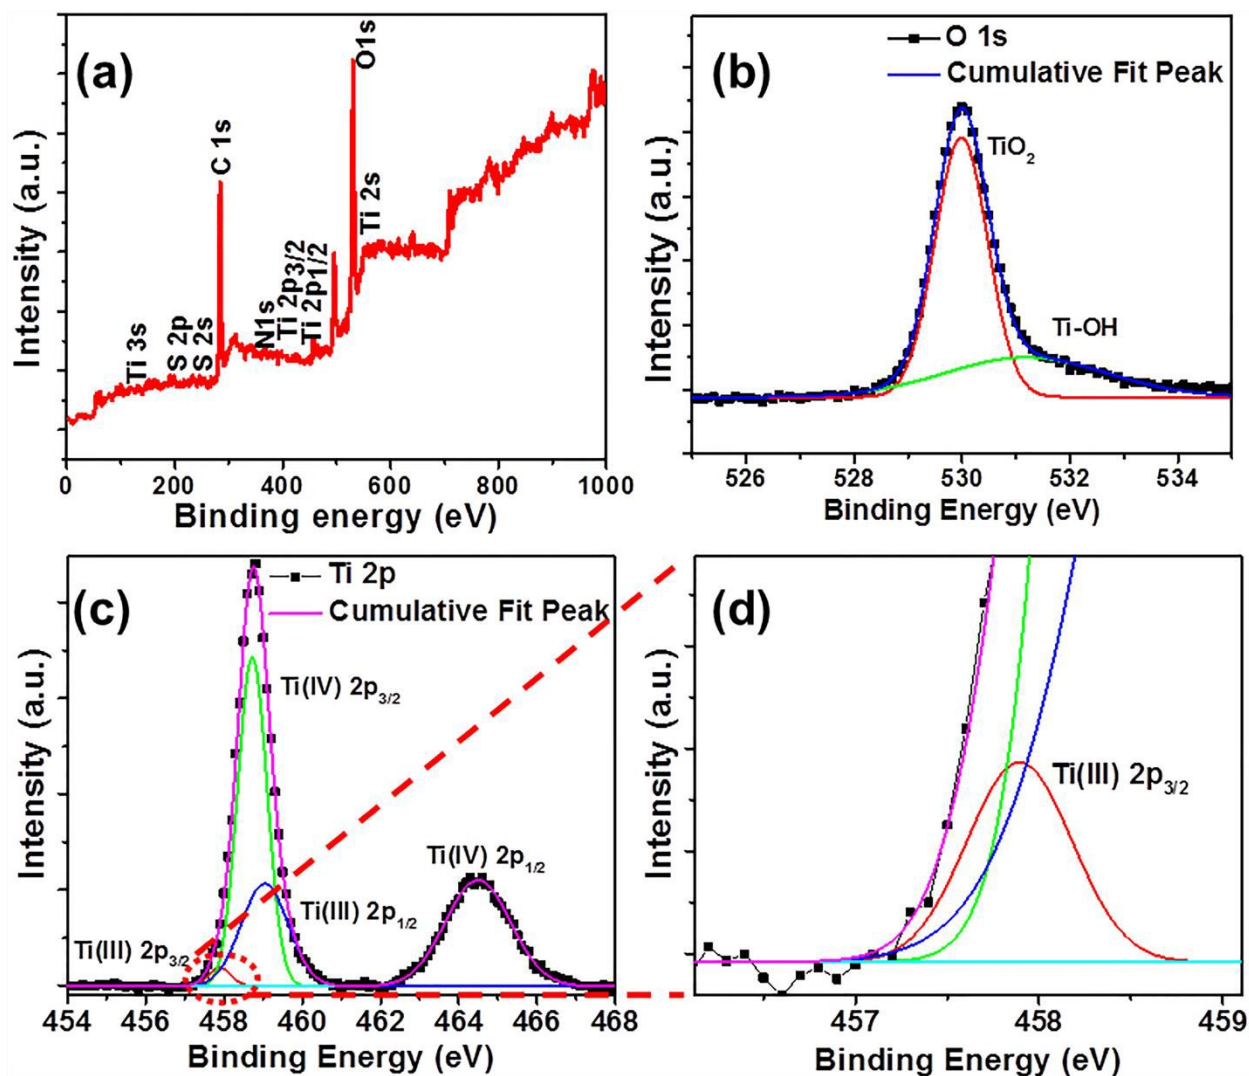 (a)
Intensity (a.u.)
Ti 3s
S 2p
S 2s
C 1s
N1s
Ti 2p3/2
Ti 2p1/2
O1s
Ti 2s
0 200 400 600 800 1000
Binding energy (eV)
(b)
O 1s
Cumulative Fit Peak
Intensity (a.u.)
TiO2
Ti-OH
526 528 530 532 534
Binding Energy (eV)
(c)
Ti 2p
Cumulative Fit Peak
Intensity (a.u.)
Ti(IV) 2p3/2
Ti(IV) 2p1/2
Ti(III) 2p1/2
Ti(III) 2p3/2
454 456 458 460 462 464 466 468
Binding Energy (eV)
(d)
Intensity (a.u.)
Ti(III) 2p3/2
457 458 459
Binding Energy (eV)